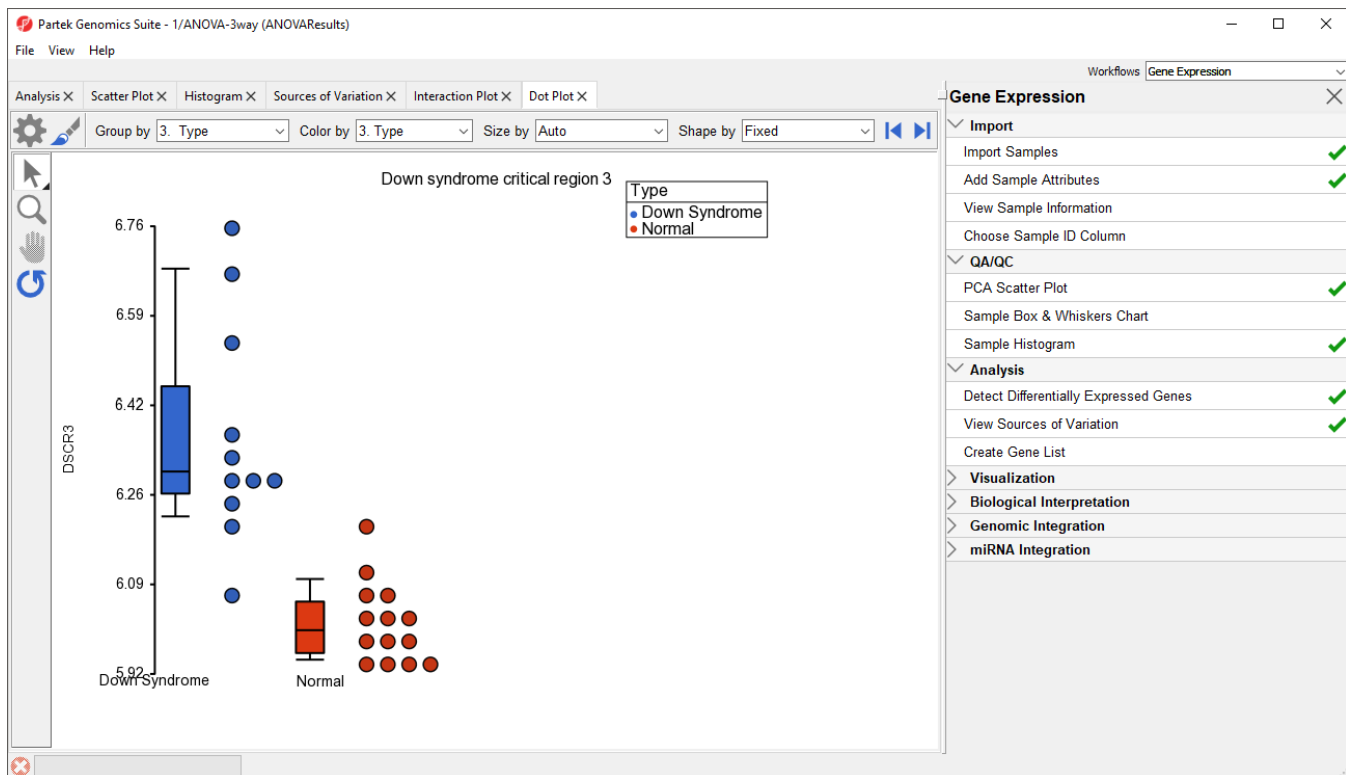 Partek Genomics Suite - 1/ANOVA-3way (ANOVAResults)
File View Help
Workflows Gene Expression
Analysis Scatter Plot Histogram Sources of Variation Interaction Plot Dot Plot
Group by 3. Type Color by 3. Type Size by Auto Shape by Fixed
Down syndrome critical region 3
Type
Down Syndrome
Normal
6.76
6.59
6.42
6.26
6.09
5.92
DSCR3
Down Syndrome Normal
Gene Expression
Import
Import Samples
Add Sample Attributes
View Sample Information
Choose Sample ID Column
QA/QC
PCA Scatter Plot
Sample Box & Whiskers Chart
Sample Histogram
Analysis
Detect Differentially Expressed Genes
View Sources of Variation
Create Gene List
Visualization
Biological Interpretation
Genomic Integration
miRNA Integration